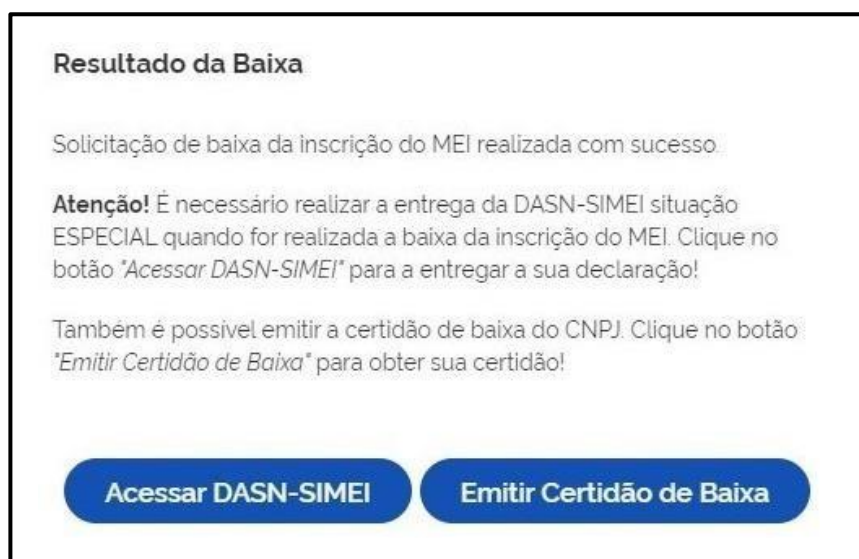 Resultado da Baixa
Solicitação de baixa da inscrição do MEI realizada com sucesso.
Atenção! É necessário realizar a entrega da DASN-SIMEI situação
ESPECIAL quando for realizada a baixa da inscrição do MEI. Clique no
botão "Acessar DASN-SIMEI" para a entregar a sua declaração!
Também é possível emitir a certidão de baixa do CNPJ. Clique no botão
"Emitir Certidão de Baixa" para obter sua certidão!
Acessar DASN-SIMEI Emitir Certidão de Baixa